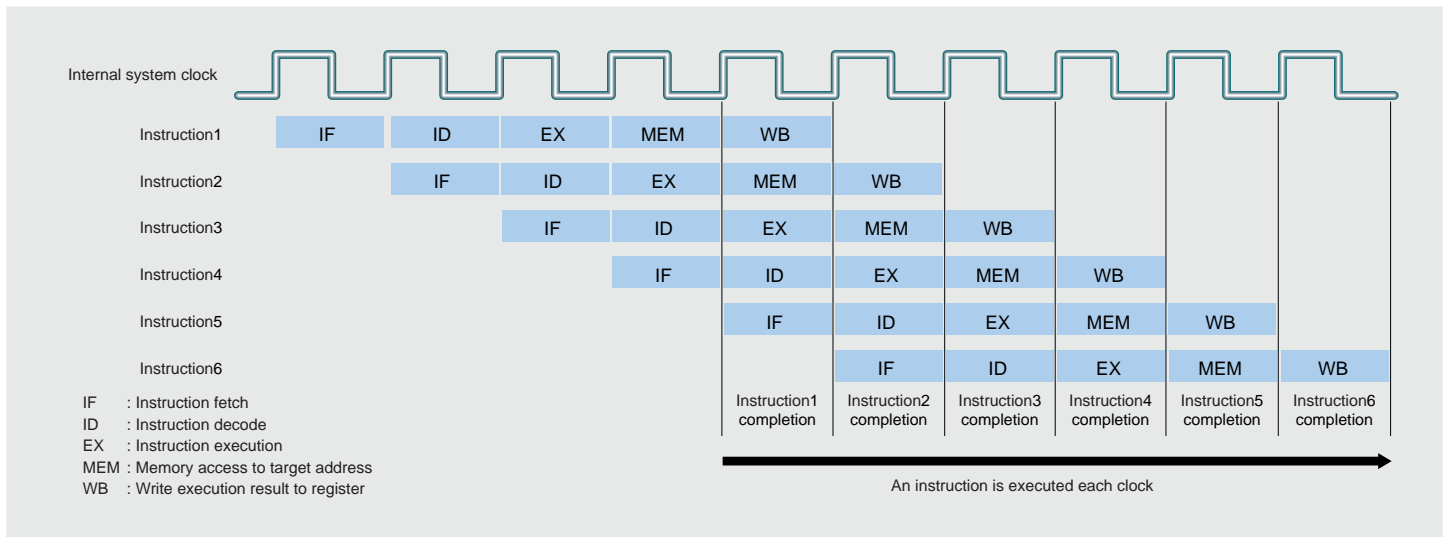 Internal system clock
Instruction1 IF ID EX MEM WB
Instruction2 IF ID EX MEM WB
Instruction3 IF ID EX MEM WB
Instruction4 IF ID EX MEM WB
Instruction5 IF ID EX MEM WB
Instruction6 IF ID EX MEM WB
IF : Instruction fetch
ID : Instruction decode
EX : Instruction execution
MEM : Memory access to target address
WB : Write execution result to register
Instruction1 Instruction2 Instruction3 Instruction4 Instruction5 Instruction6
completion completion completion completion completion completion
An instruction is executed each clock